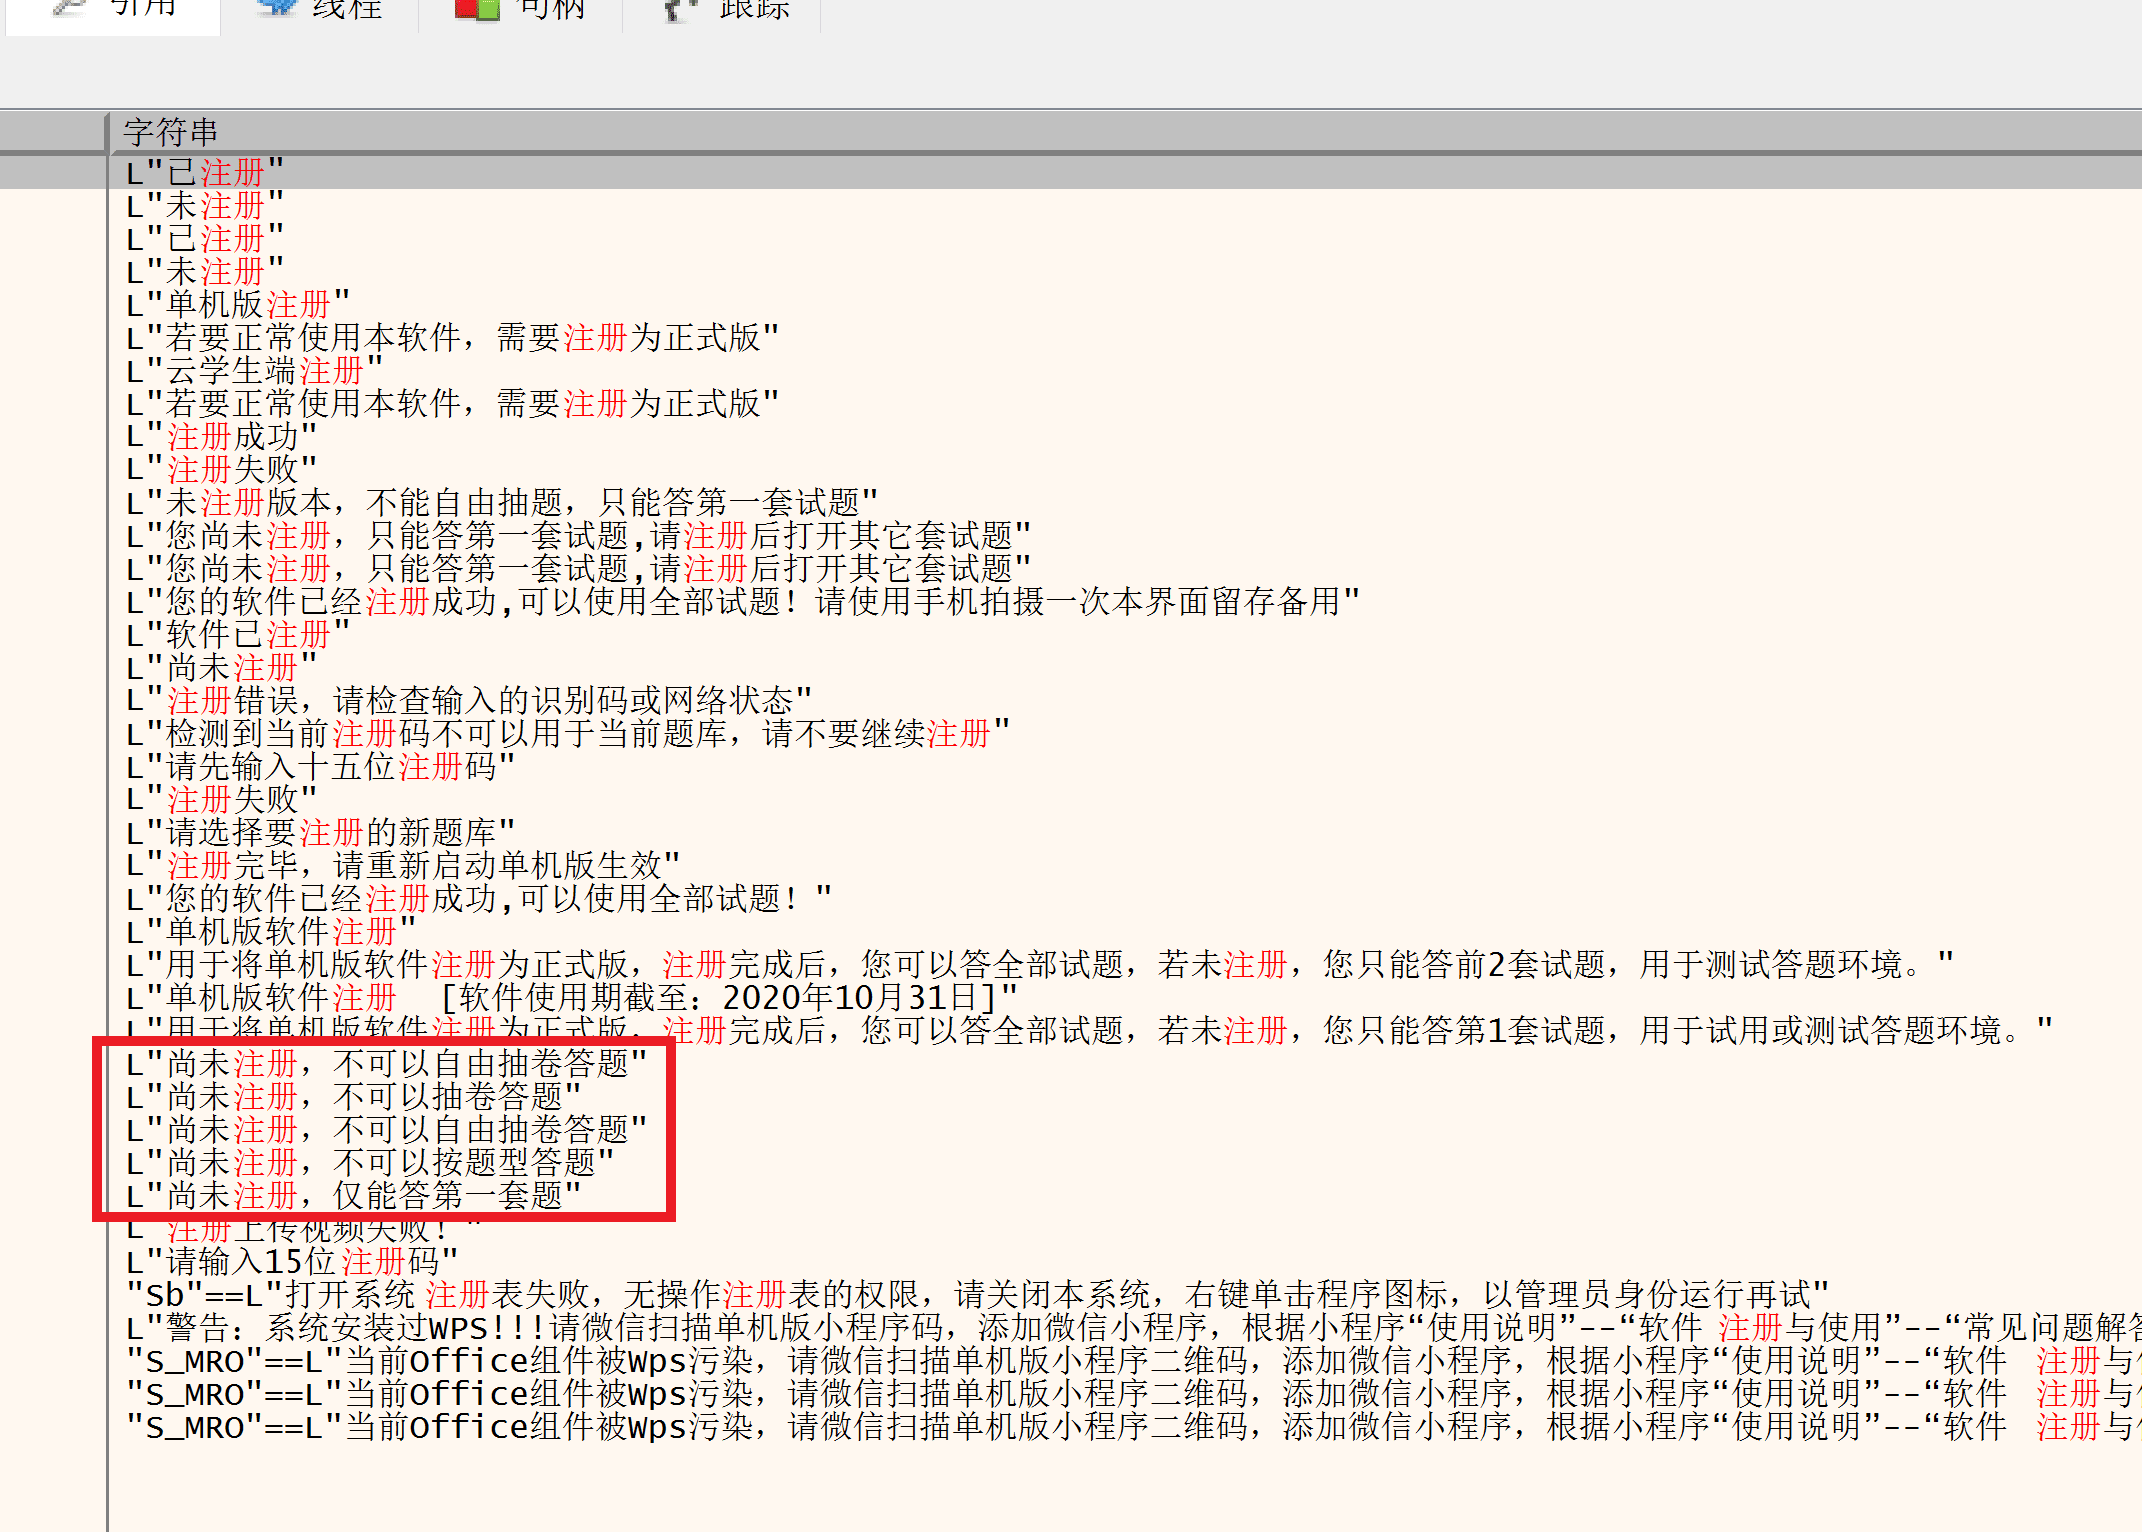 引用 线程 句柄 跟踪
字符串
L"已注册"
L"未注册"
L"已注册"
L"未注册"
L"单机版注册"
L"若要正常使用本软件，需要注册为正式版"
L"云学生端注册"
L"若要正常使用本软件，需要注册为正式版"
L"注册成功"
L"注册失败"
L"未注册版本，不能自由抽题，只能答第一套试题"
L"您尚未注册，只能答第一套试题,请注册后打开其它套试题"
L"您尚未注册，只能答第一套试题,请注册后打开其它套试题"
L"您的软件已经注册成功,可以使用全部试题！请使用手机拍摄一次本界面留存备用"
L"软件已注册"
L"尚未注册"
L"注册错误，请检查输入的识别码或网络状态"
L"检测到当前注册码不可以用于当前题库，请不要继续注册"
L"请先输入十五位注册码"
L"注册失败"
L"请选择要注册的新题库"
L"注册完毕，请重新启动单机版生效"
L"您的软件已经注册成功,可以使用全部试题！"
L"单机版软件注册"
L"用于将单机版软件注册为正式版，注册完成后，您可以答全部试题，若未注册，您只能答前2套试题，用于测试答题环境。"
L"单机版软件注册 [软件使用期截至：2020年10月31日]"
L"用于将单机版软件注册为正式版，注册完成后，您可以答全部试题，若未注册，您只能答第1套试题，用于试用或测试答题环境。"
L"尚未注册，不可以自由抽卷答题"
L"尚未注册，不可以抽卷答题"
L"尚未注册，不可以自由抽卷答题"
L"尚未注册，不可以按题型答题"
L"尚未注册，仅能答第一套题"
L"注册上传视频失败！"
L"请输入15位注册码"
"Sb"==L"打开系统注册表失败，无操作注册表的权限，请关闭本系统，右键单击程序图标，以管理员身份运行再试"
L"警告：系统安装过WPS!!!请微信扫描单机版小程序码，添加微信小程序，根据小程序“使用说明”--“软件注册与使用”--“常见问题解答
"S_MRO"==L"当前Office组件被Wps污染，请微信扫描单机版小程序二维码，添加微信小程序，根据小程序“使用说明”--“软件注册与
"S_MRO"==L"当前Office组件被Wps污染，请微信扫描单机版小程序二维码，添加微信小程序，根据小程序“使用说明”--“软件注册与
"S_MRO"==L"当前Office组件被Wps污染，请微信扫描单机版小程序二维码，添加微信小程序，根据小程序“使用说明”--“软件注册与